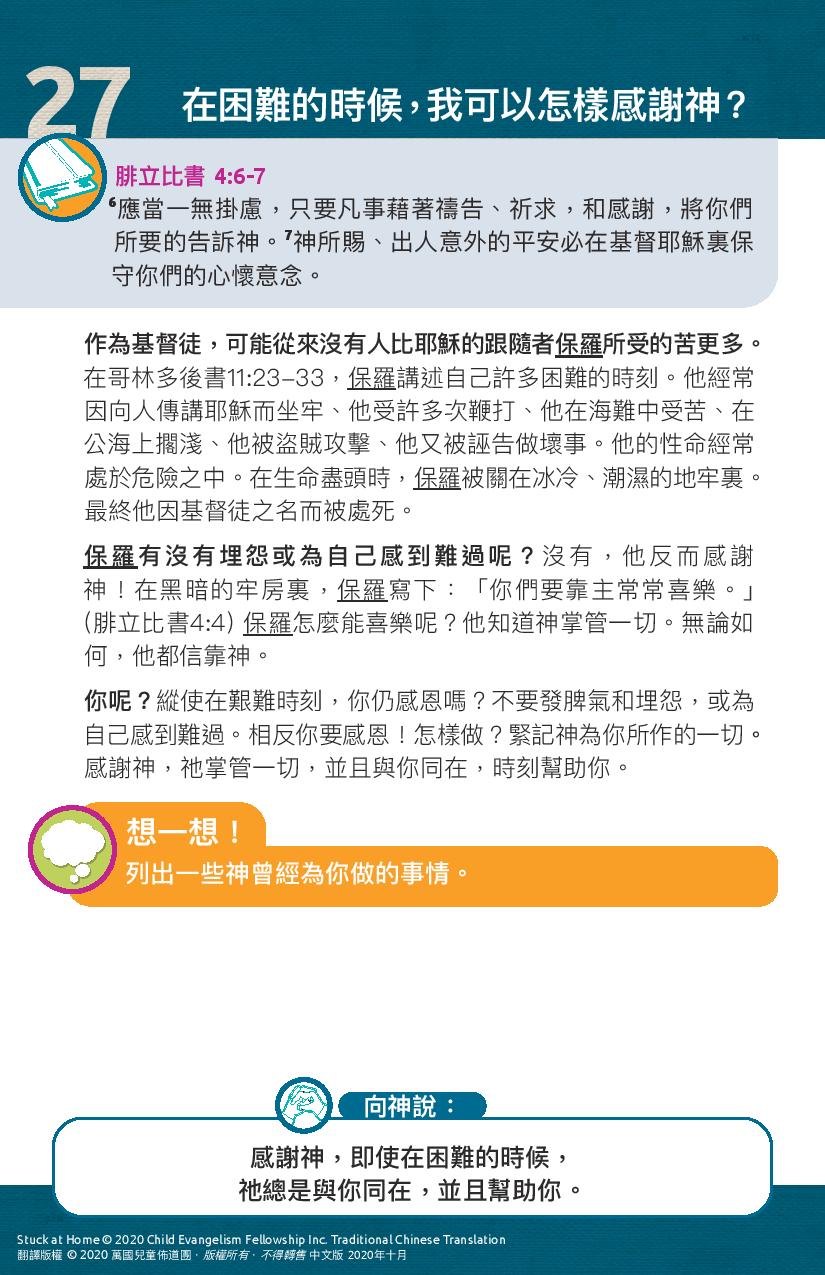 27
在困難的時候，我可以怎樣感謝神？
腓立比書 4:6-7
⁶應當一無掛慮，只要凡事藉著禱告、祈求，和感謝，將你們
所要的告訴神。⁷神所賜、出人意外的平安必在基督耶穌裏保
守你們的心懷意念。
作為基督徒，可能從來沒有人比耶穌的跟隨者保羅所受的苦更多。
在哥林多後書11:23–33，保羅講述自己許多困難的時刻。他經常
因向人傳講耶穌而坐牢、他受許多次鞭打、他在海難中受苦、在
公海上擱淺、他被盜賊攻擊、他又被誣告做壞事。他的性命經常
處於危險之中。在生命盡頭時，保羅被關在冰冷、潮濕的地牢裏。
最終他因基督徒之名而被處死。
保羅有沒有埋怨或為自己感到難過呢？沒有，他反而感謝
神！在黑暗的牢房裏，保羅寫下：「你們要靠主常常喜樂。」
(腓立比書4:4) 保羅怎麼能喜樂呢？他知道神掌管一切。無論如
何，他都信靠神。
你呢？縱使在艱難時刻，你仍感恩嗎？不要發脾氣和埋怨，或為
自己感到難過。相反你要感恩！怎樣做？緊記神為你所作的一切。
感謝神，祂掌管一切，並且與你同在，時刻幫助你。
想一想！
列出一些神曾經為你做的事情。
向神說：
感謝神，即使在困難的時候，
祂總是與你同在，並且幫助你。
Stuck at Home © 2020 Child Evangelism Fellowship Inc. Traditional Chinese Translation
翻譯版權 © 2020 萬國兒童佈道團．版權所有．不得轉售 中文版 2020年十月